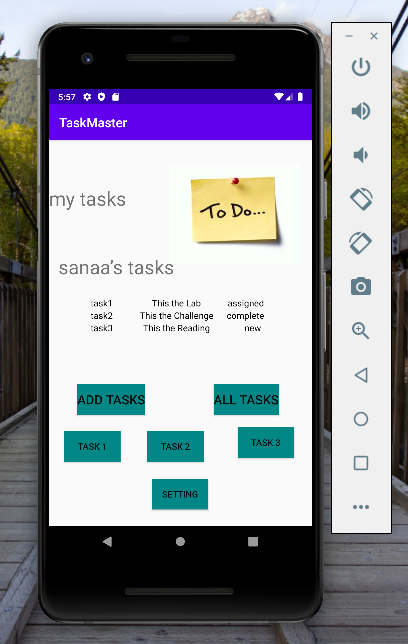 5:57
TaskMaster
my tasks
To Do...
sanaa's tasks
task1 This the Lab assigned
task2 This the Challenge complete
task3 This the Reading new
ADD TASKS ALL TASKS
TASK 1 TASK 2 TASK 3
SETTING